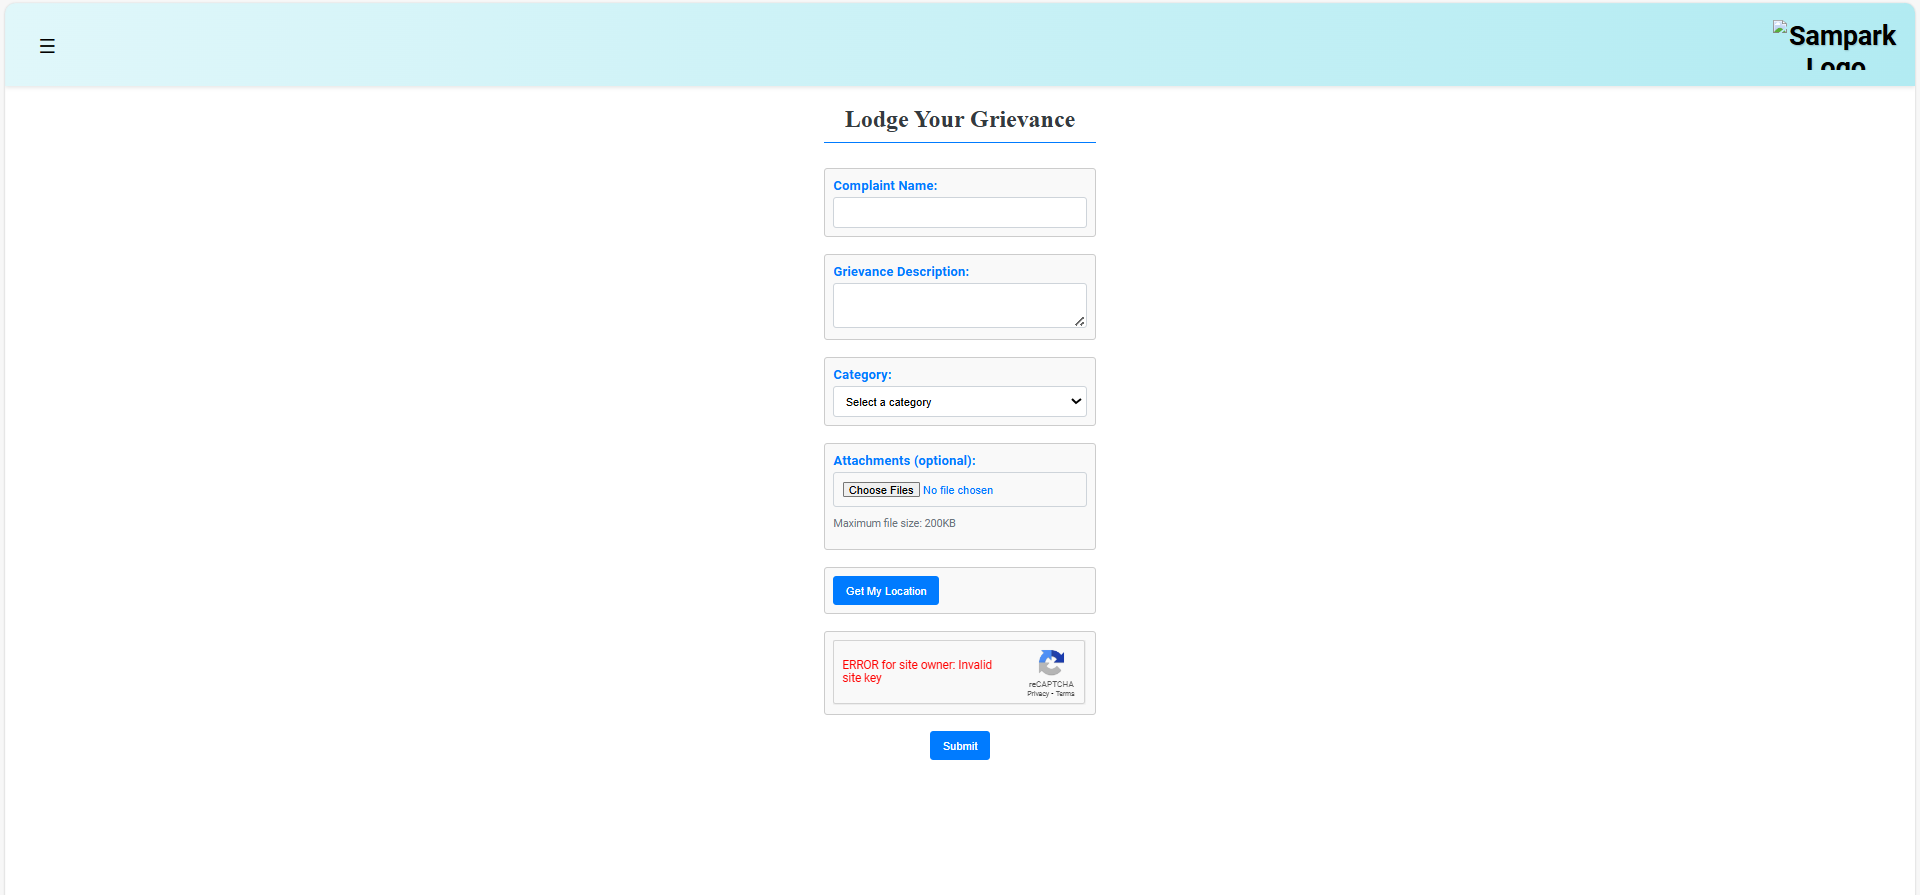 ☰
Sampark
Logo
Lodge Your Grievance
Complaint Name:
Grievance Description:
Category:
Select a category
Attachments (optional):
Choose Files No file chosen
Maximum file size: 200KB
Get My Location
ERROR for site owner: Invalid
site key
reCAPTCHA
Privacy - Terms
Submit